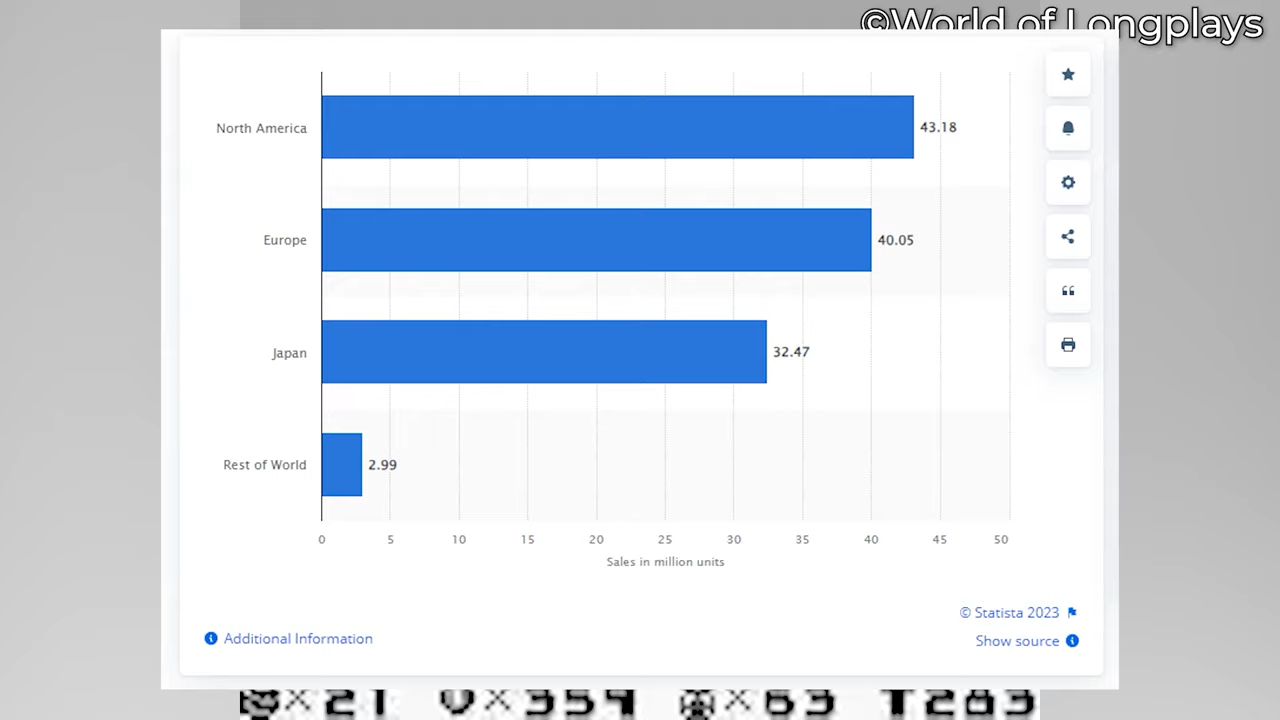 ©World of Longplays
North America 43.18
Europe 40.05
Japan 32.47
Rest of World 2.99
0 5 10 15 20 25 30 35 40 45 50
Sales in million units
© Statista 2023
Additional Information
Show source
×21 ×359 ×63 T283